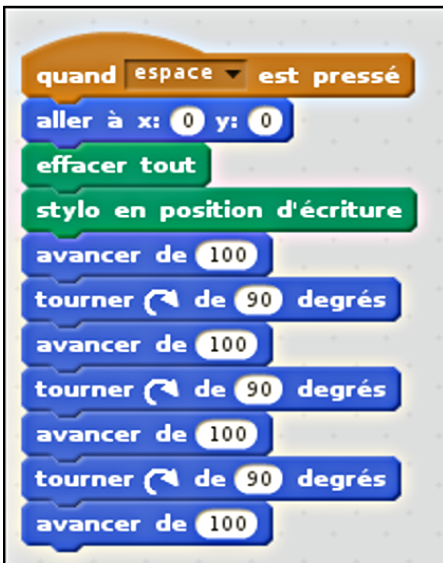 quand espace est pressé
aller à x: 0 y: 0
effacer tout
stylo en position d'écriture
avancer de 100
tourner de 90 degrés
avancer de 100
tourner de 90 degrés
avancer de 100
tourner de 90 degrés
avancer de 100